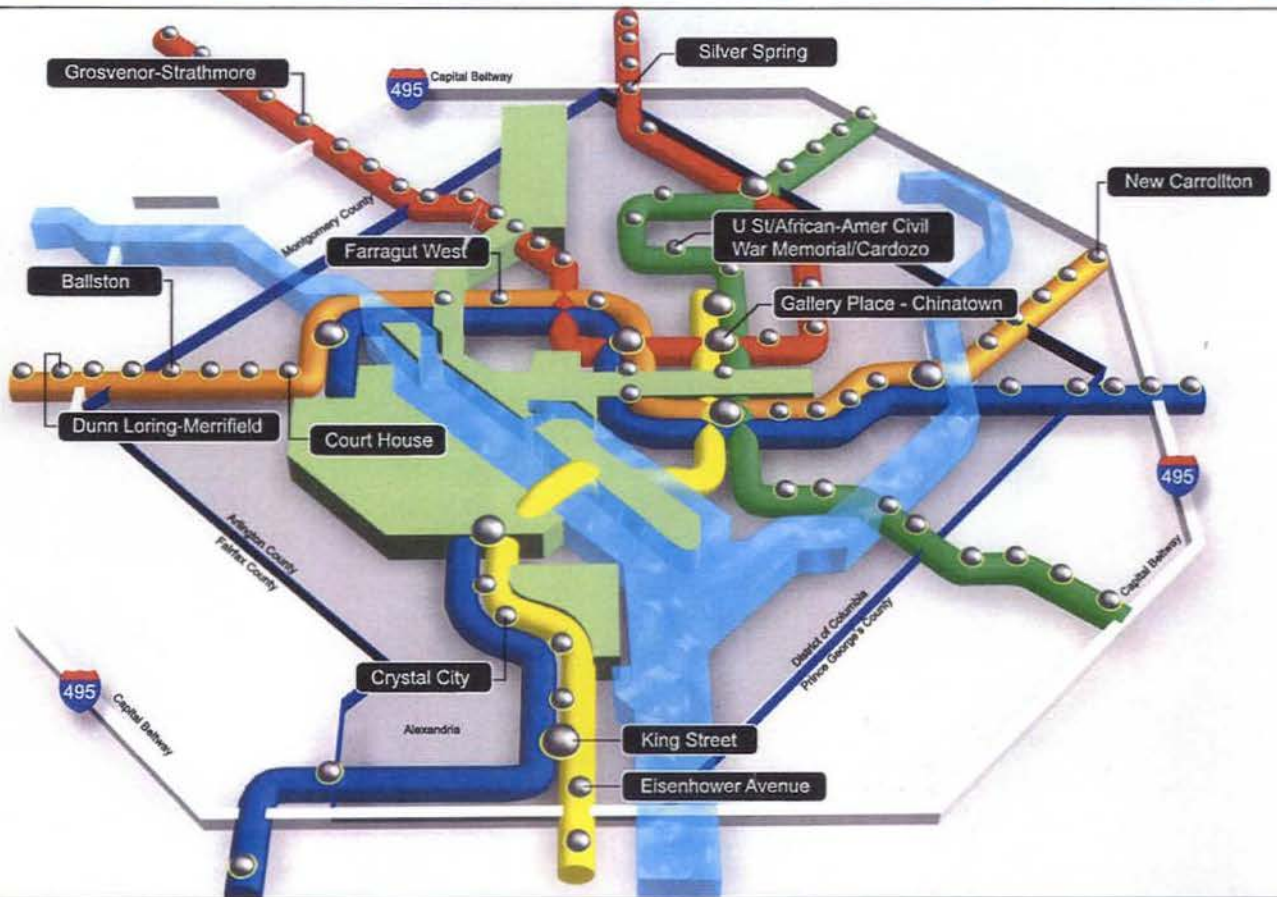 Silver Spring
Grosvenor-Strathmore
Capital Beltway
495
New Carrollton
Montgomery County
U St/African-Amer Civil
War Memorial/Cardozo
Farragut West
Ballston
Gallery Place - Chinatown
Dunn Loring-Merrifield
Court House
495
Arlington County
Fairfax County
Capital Beltway
District of Columbia
Prince George's County
Crystal City
495
Capital Beltway
Alexandria
King Street
Eisenhower Avenue